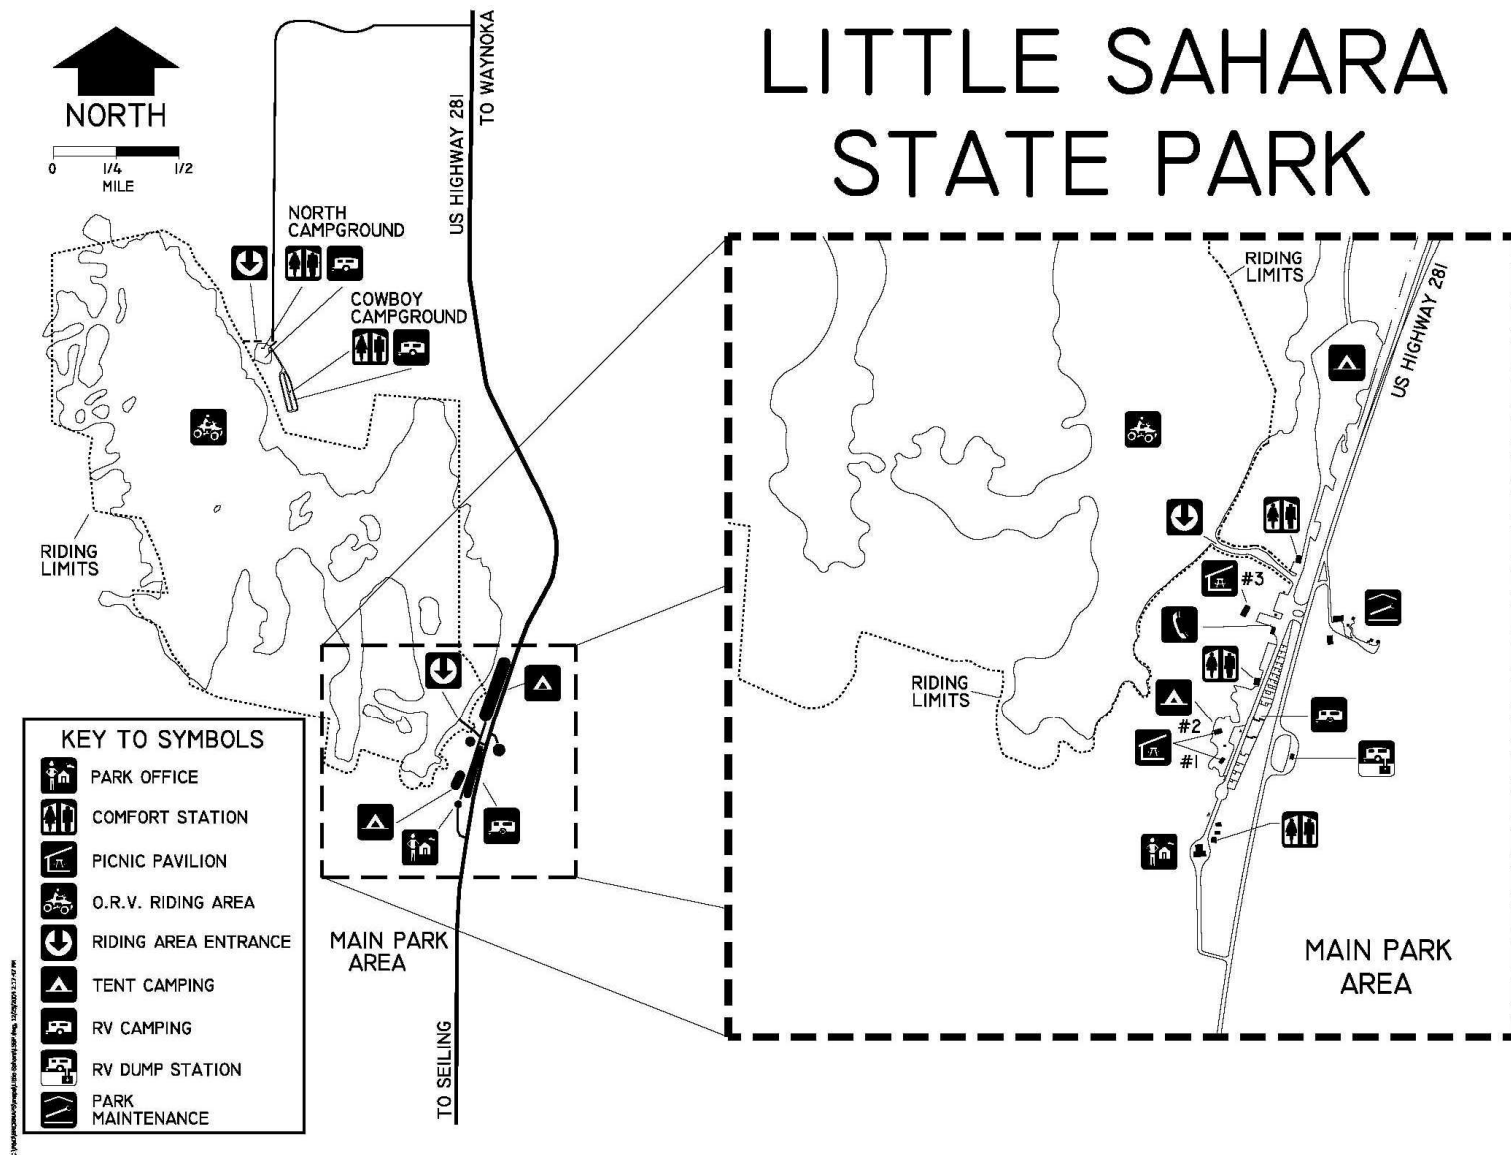 LITTLE SAHARA
STATE PARK
NORTH
0 1/4 1/2
MILE
US HIGHWAY 281
TO WAYNOKA
NORTH
CAMPGROUND
COWBOY
CAMPGROUND
RIDING
LIMITS
MAIN PARK
AREA
TO SEILING
KEY TO SYMBOLS
PARK OFFICE
COMFORT STATION
PICNIC PAVILION
O.R.V. RIDING AREA
RIDING AREA ENTRANCE
TENT CAMPING
RV CAMPING
RV DUMP STATION
PARK
MAINTENANCE
RIDING
LIMITS
US HIGHWAY 281
#3
RIDING
LIMITS
#2
#1
MAIN PARK
AREA